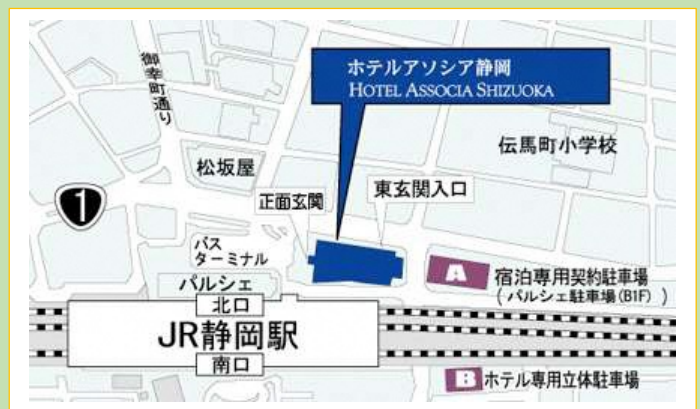 御幸町通り
ホテルアソシア静岡
HOTEL ASSOCIA SHIZUOKA
伝馬町小学校
松坂屋
1
正面玄関
東玄関入口
バス
ターミナル
パルシェ
A
宿泊専用契約駐車場
(パルシェ駐車場(B1F))
北口
JR静岡駅
南口
B
ホテル専用立体駐車場